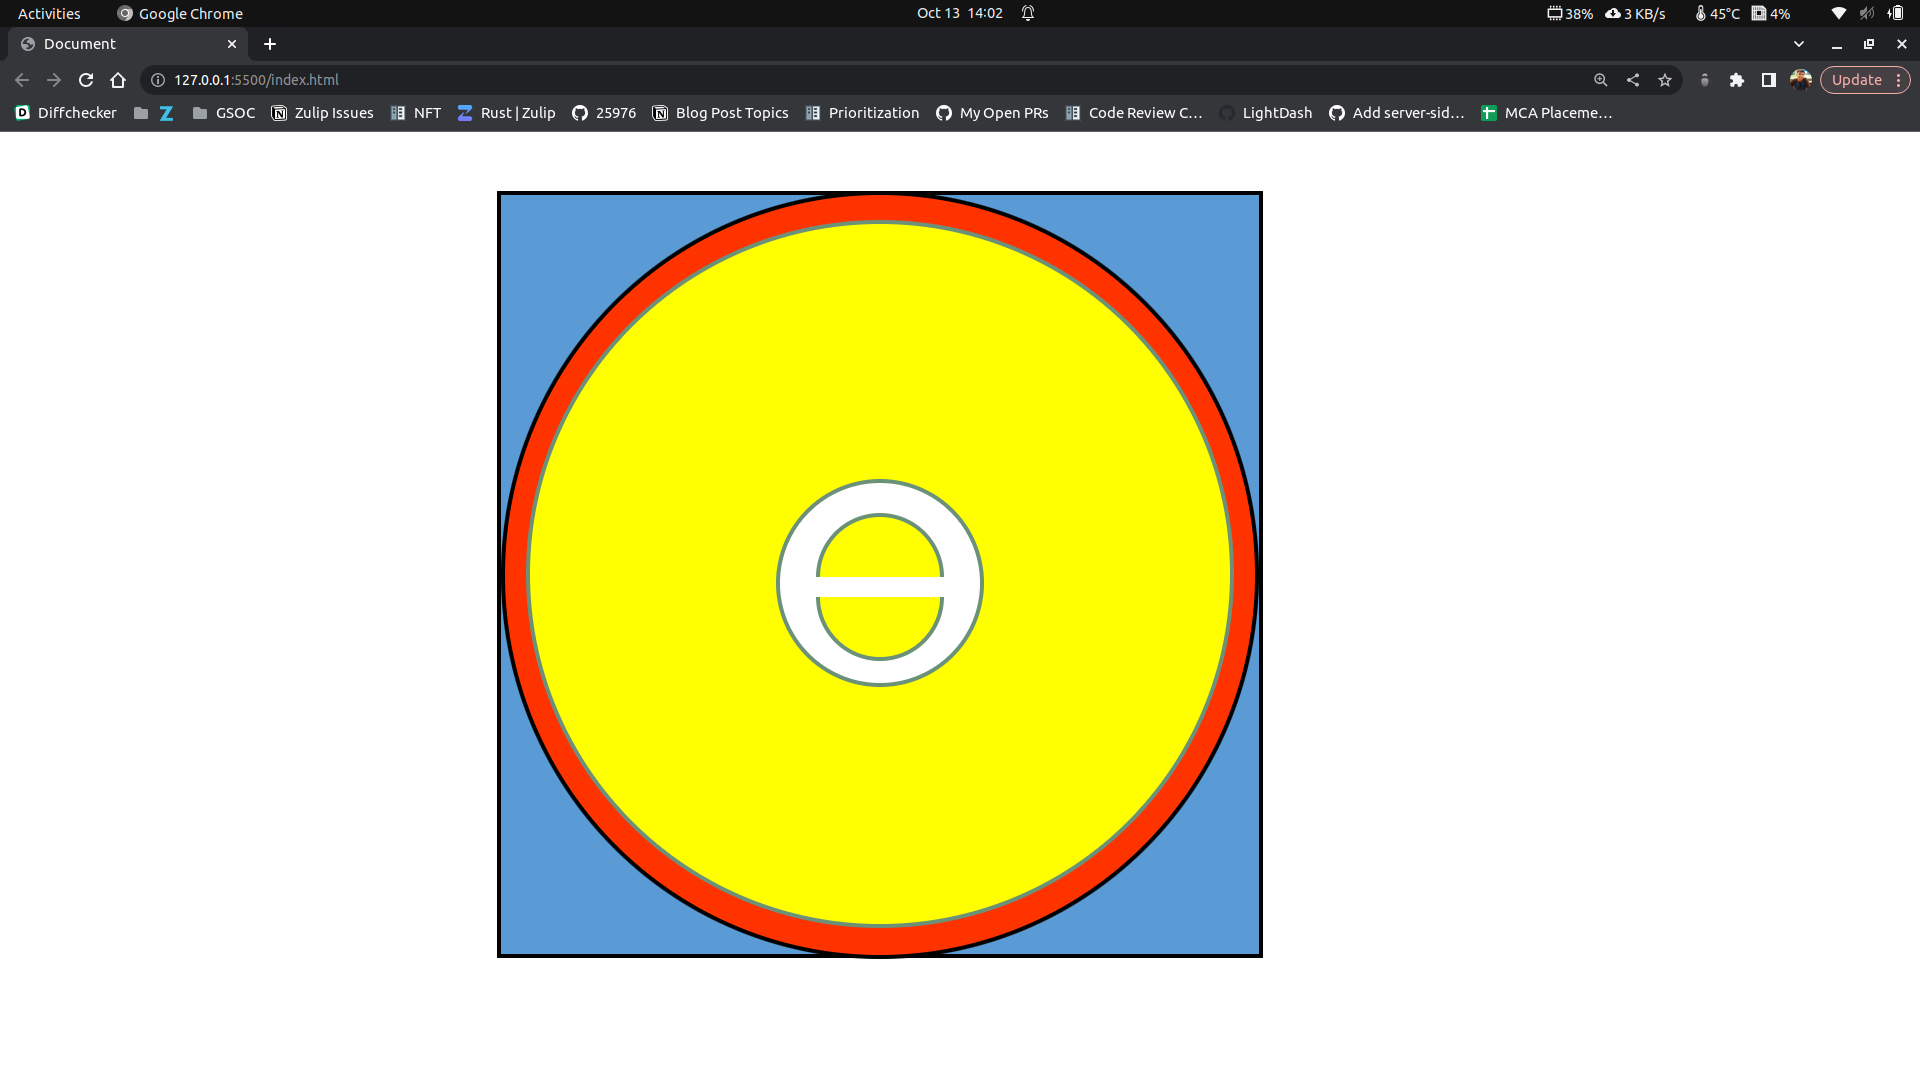 Activities Google Chrome Oct 13 14:02 38% 3 KB/s 45°C 4%
Document
127.0.0.1:5500/index.html Update
Diffchecker GSOC Zulip Issues NFT Rust | Zulip 25976 Blog Post Topics Prioritization My Open PRs Code Review C… LightDash Add server-sid… MCA Placeme…